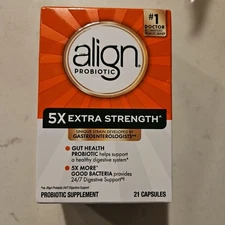 align
PROBIOTIC
#1
DOCTOR
5X EXTRA STRENGTH*
UNIQUE STRAIN DEVELOPED BY
GASTROENTEROLOGISTS**
• GUT HEALTH
PROBIOTIC helps support
a healthy digestive system*
• 5X MORE^
GOOD BACTERIA provides
24/7 Digestive Support*
PROBIOTIC SUPPLEMENT
21 CAPSULES